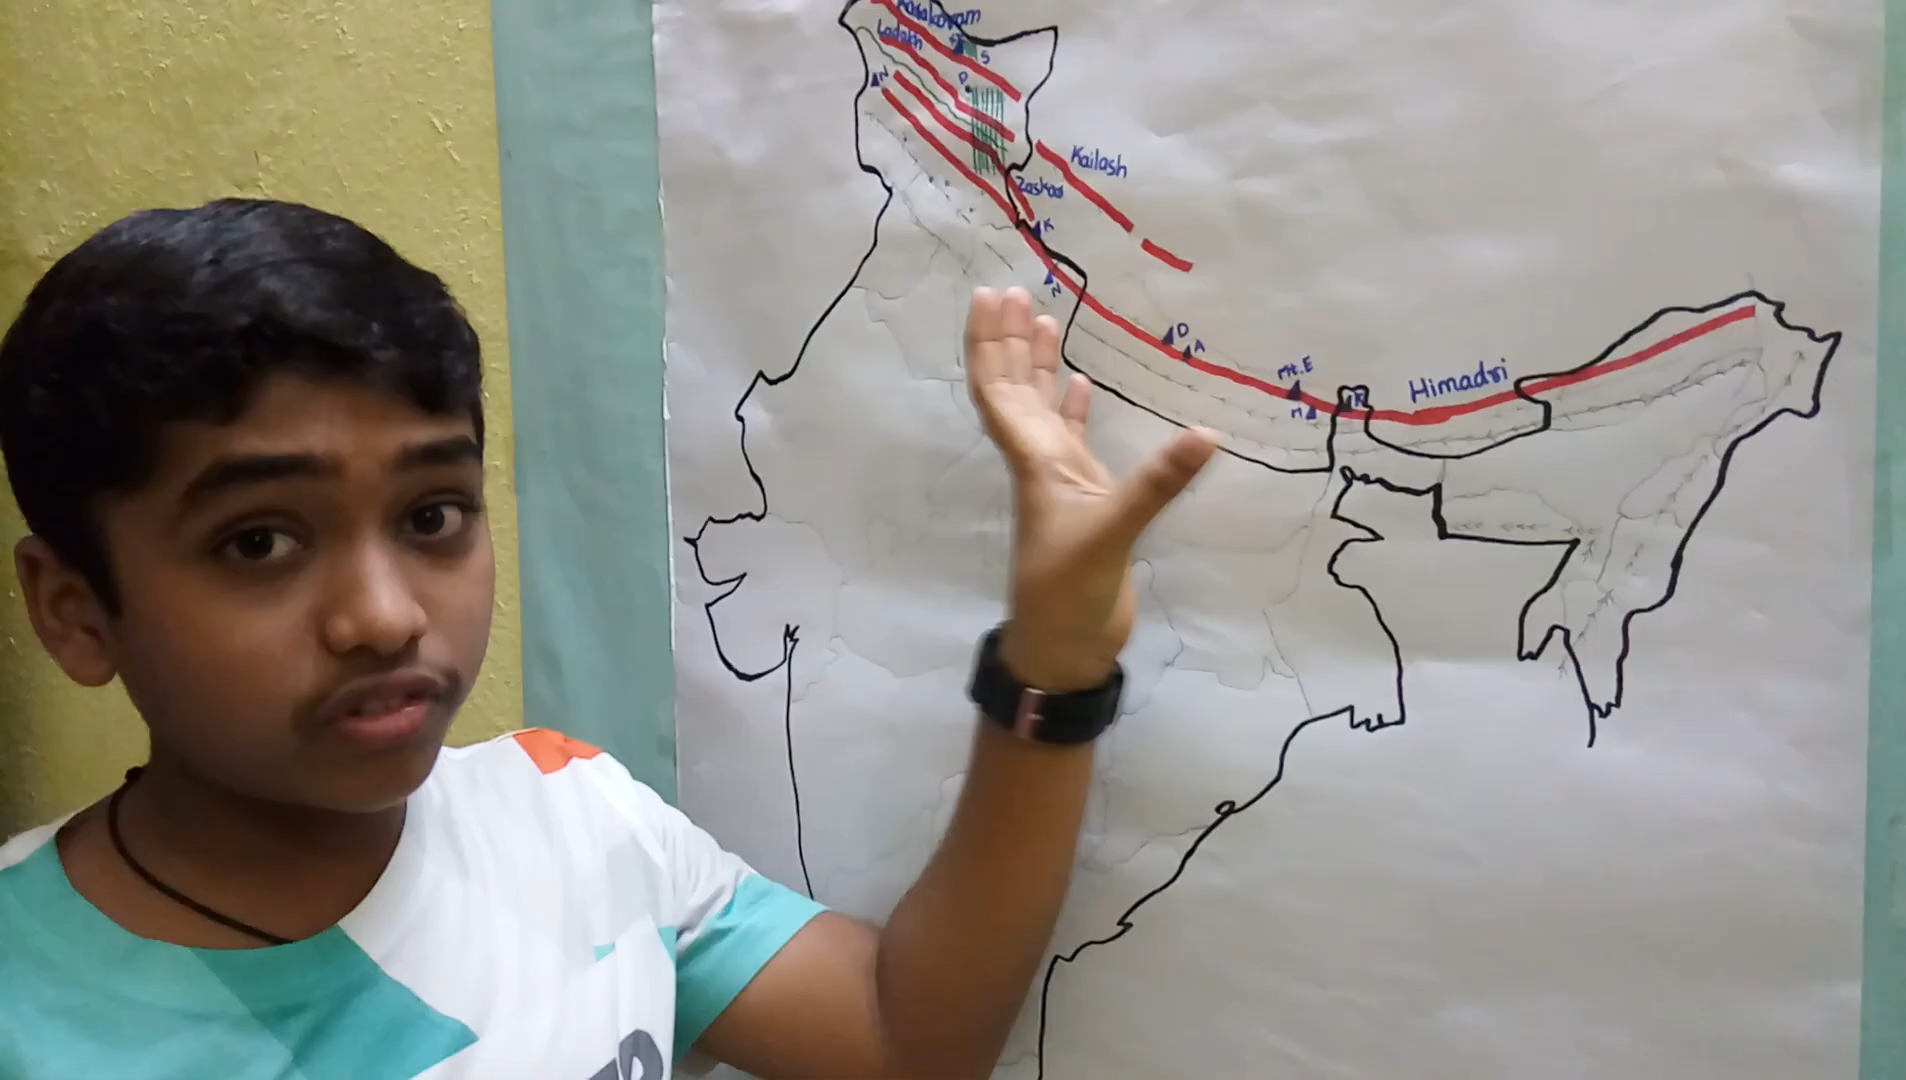 Karakoram
Ladakh
S
N
P
Kailash
Zaskar
K
N
D
A
Mt.E
Himadri
M
K